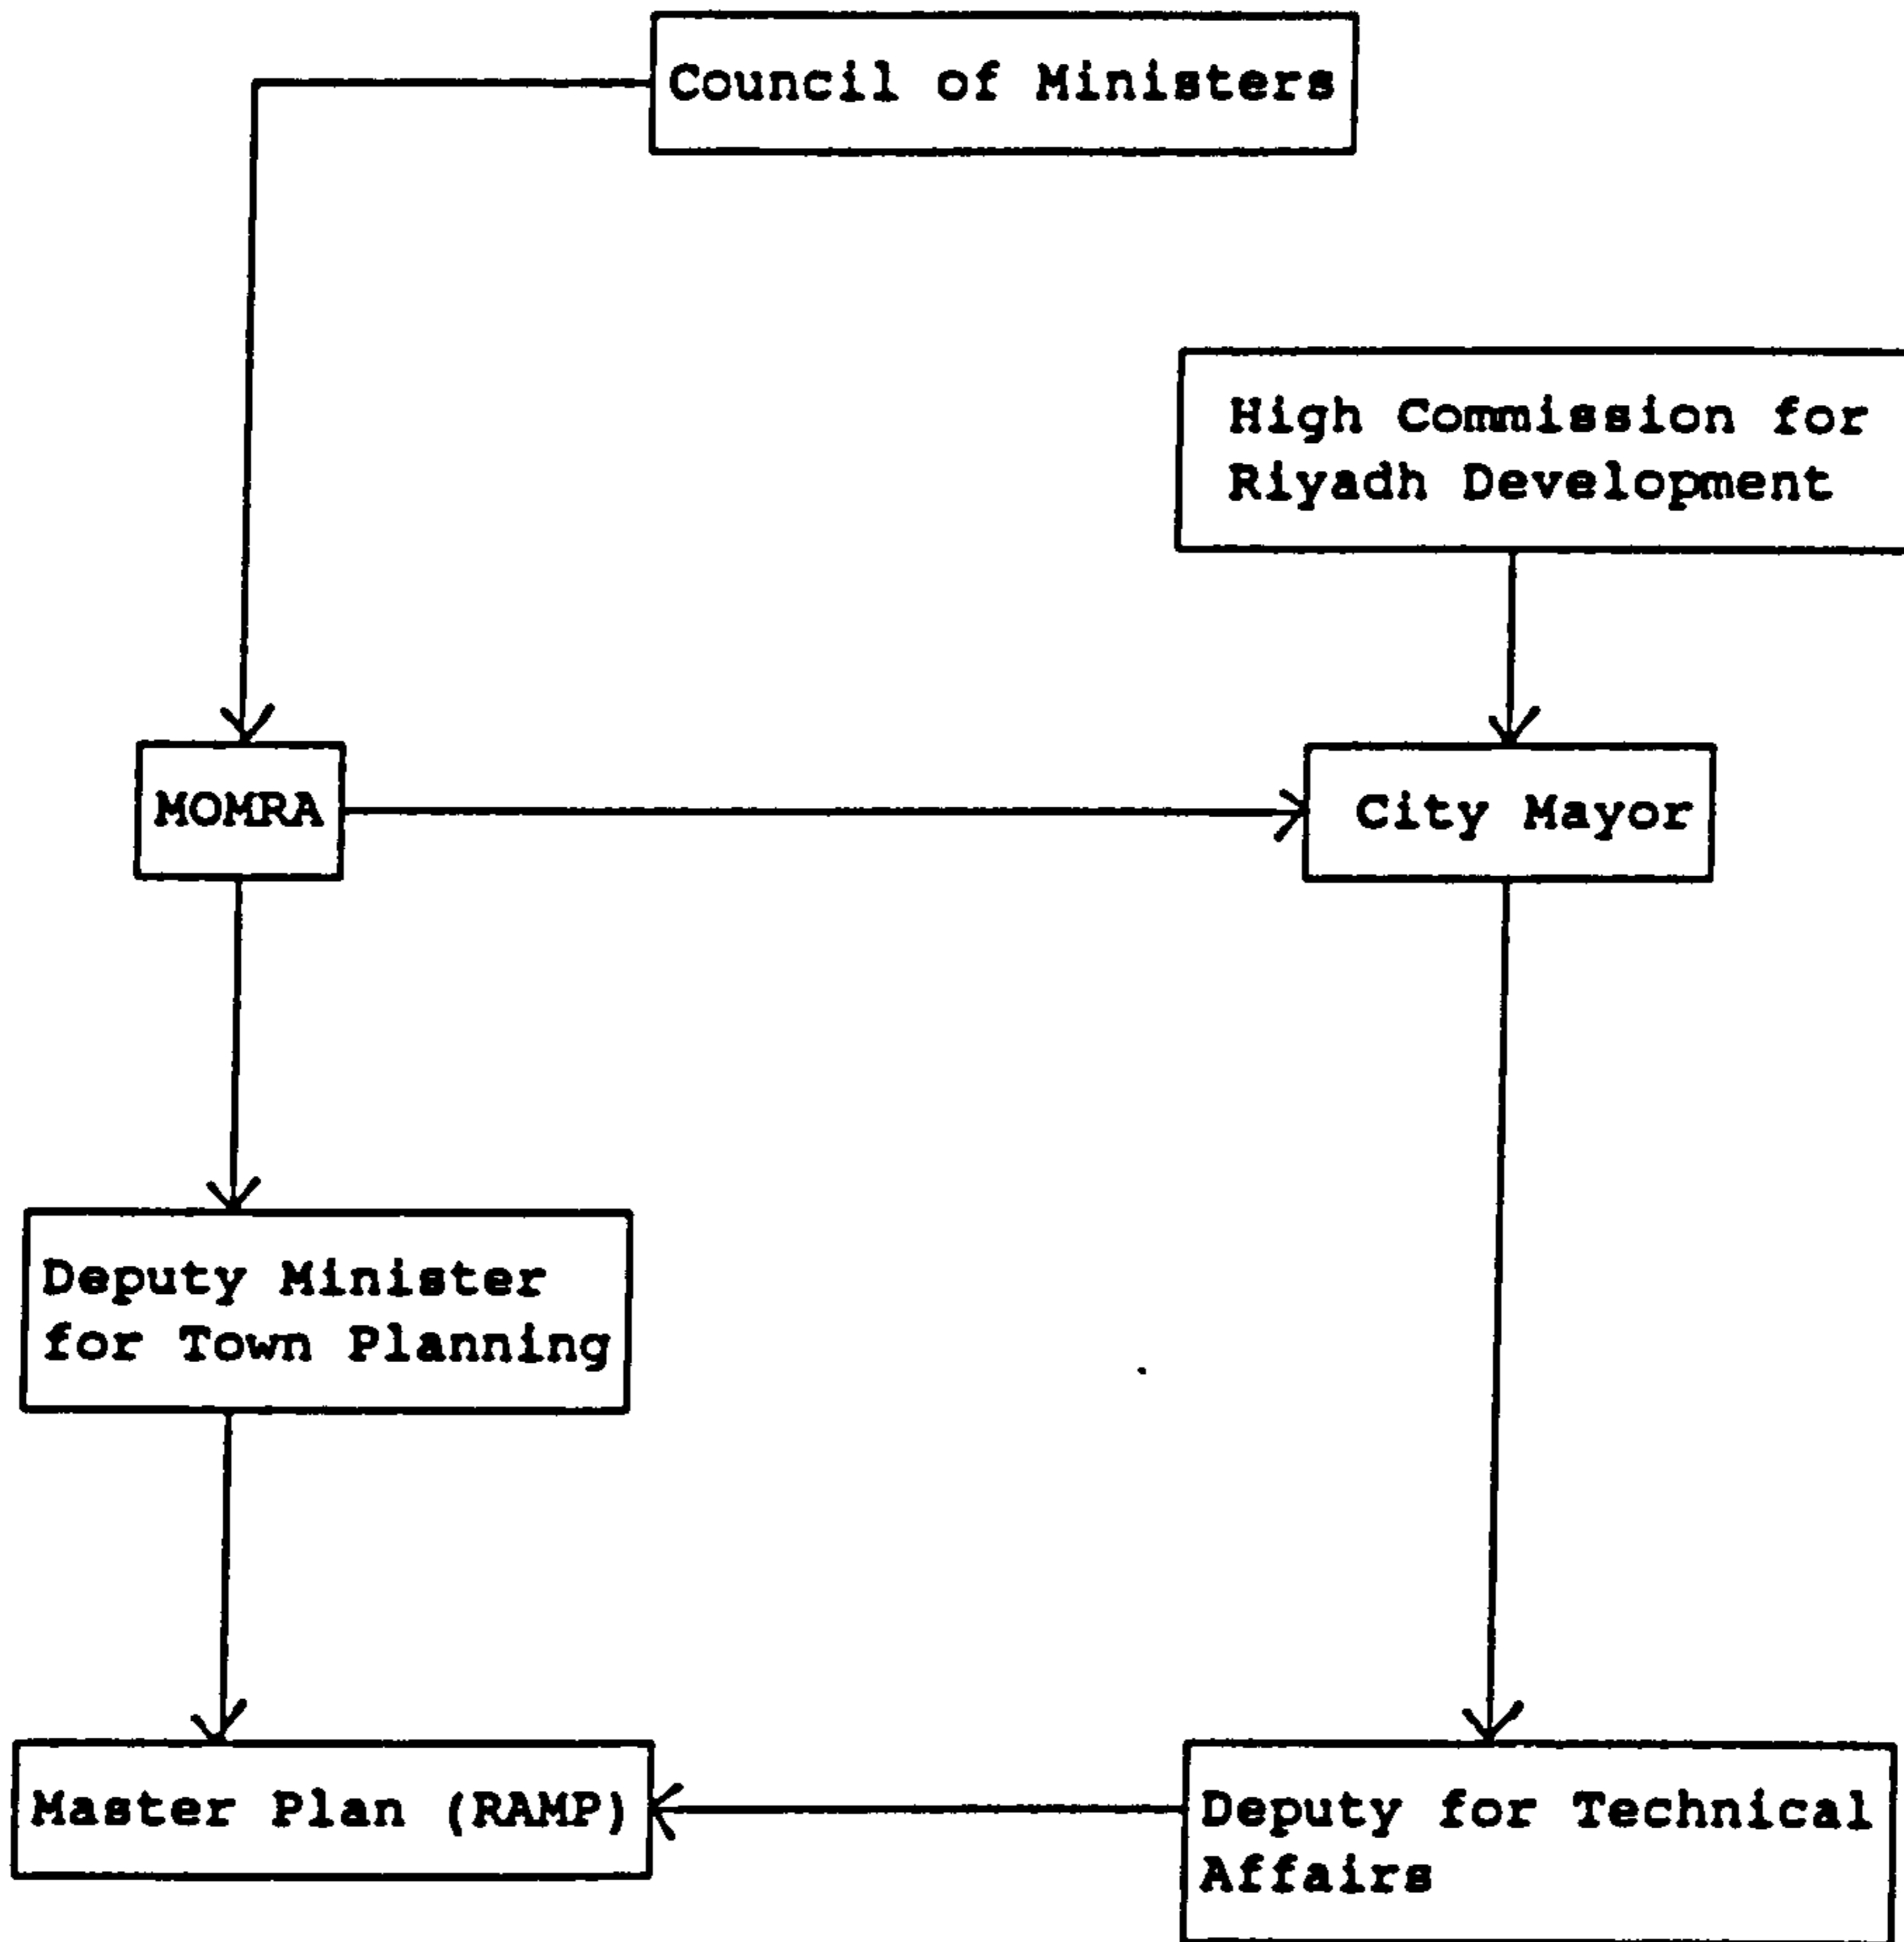 Council of Ministers
High Commission for
Riyadh Development
MOMRA
City Mayor
Deputy Minister
for Town Planning
Master Plan (RAMP)
Deputy for Technical
Affairs